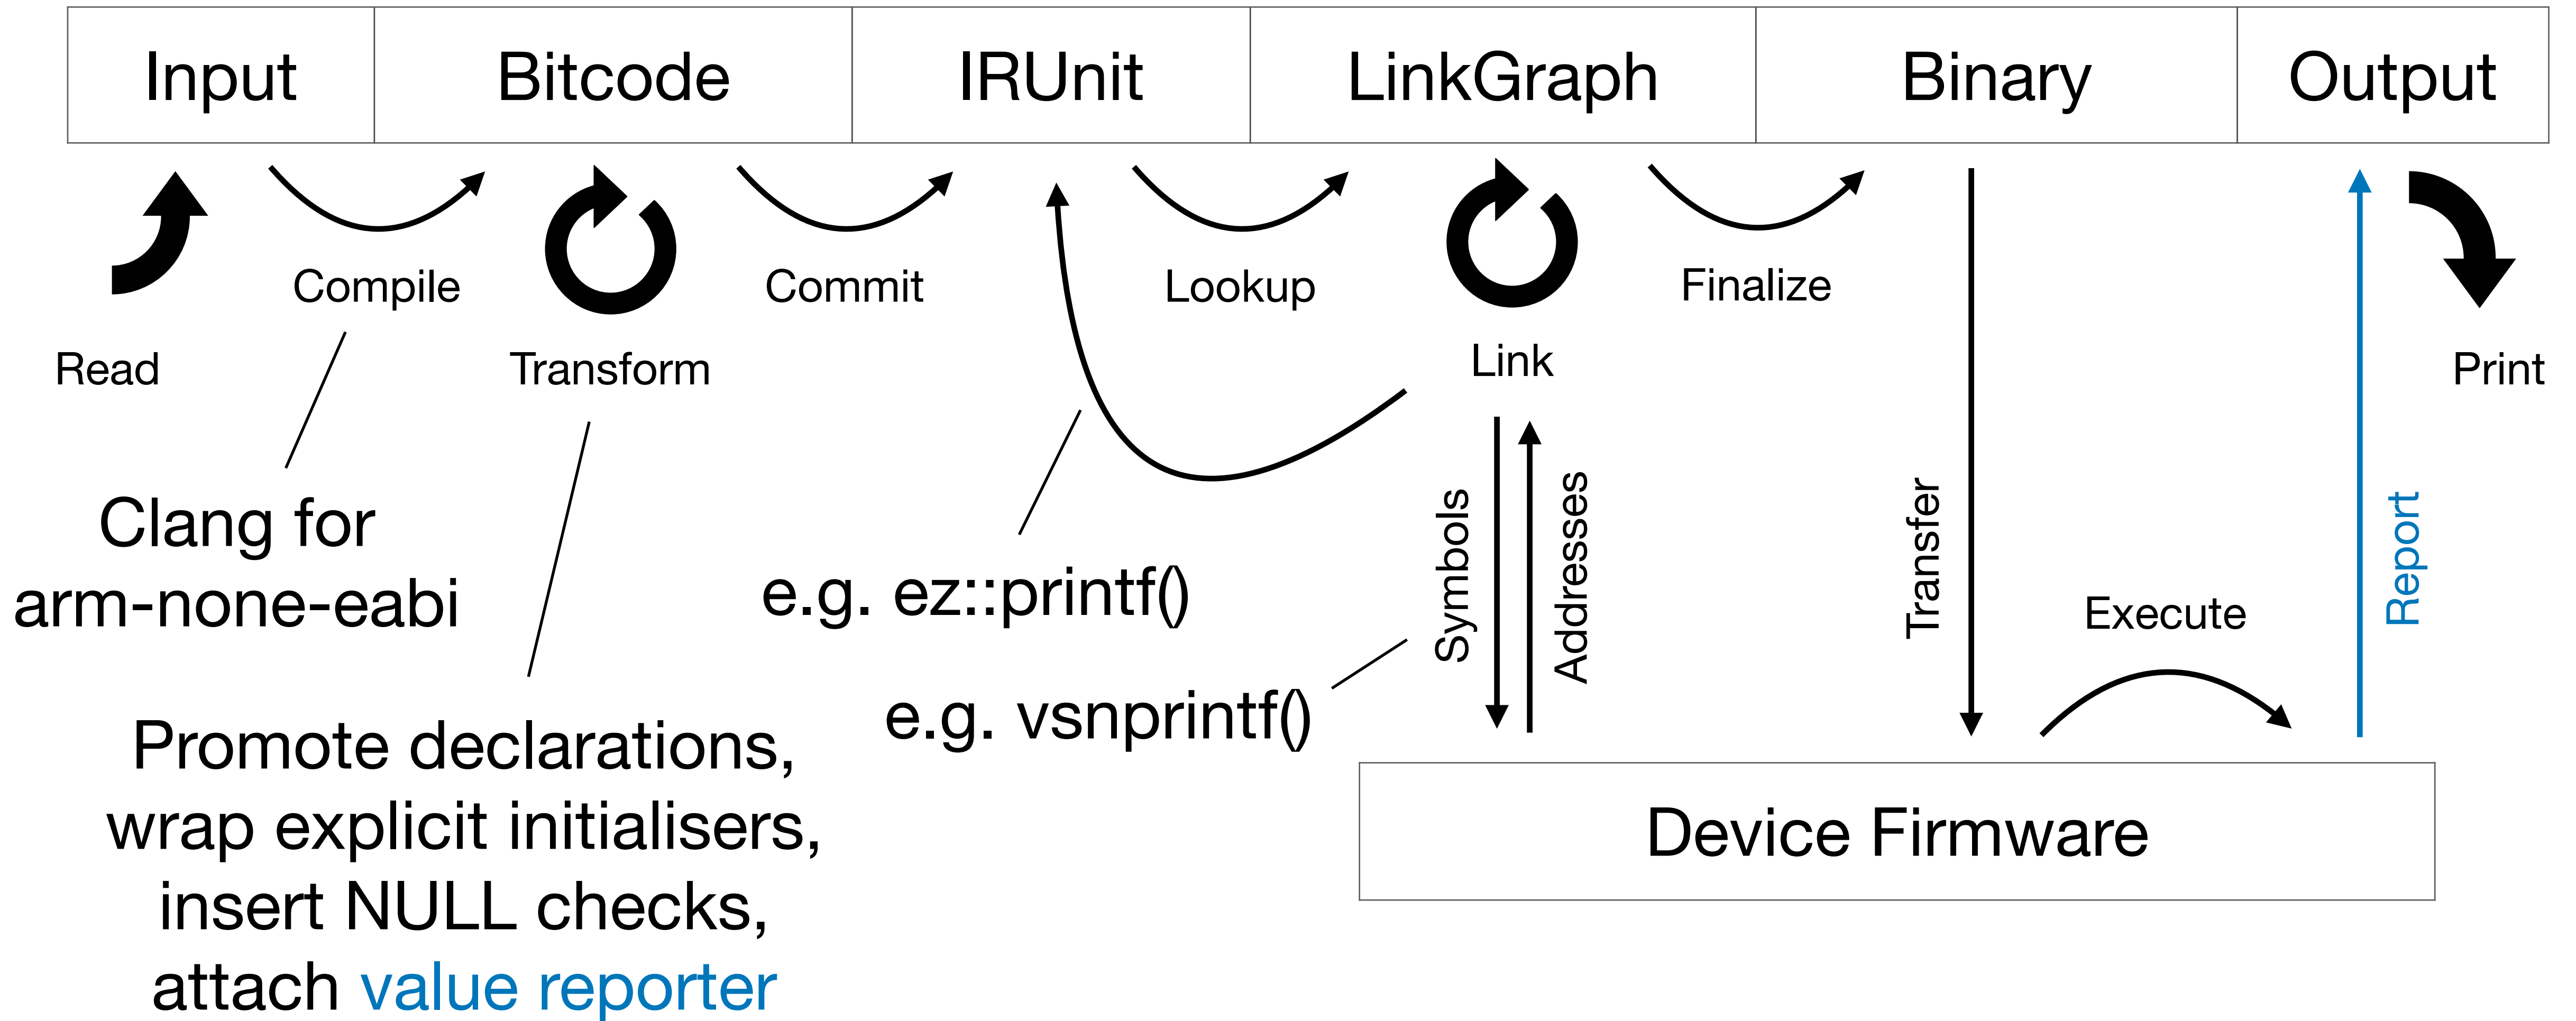 Input
Bitcode
IRUnit
LinkGraph
Binary
Output
Read
Compile
Transform
Commit
Lookup
Link
Finalize
Print
Clang for
arm-none-eabi
Promote declarations,
wrap explicit initialisers,
insert NULL checks,
attach value reporter
e.g. ez::printf()
e.g. vsnprintf()
Symbols
Addresses
Transfer
Execute
Report
Device Firmware